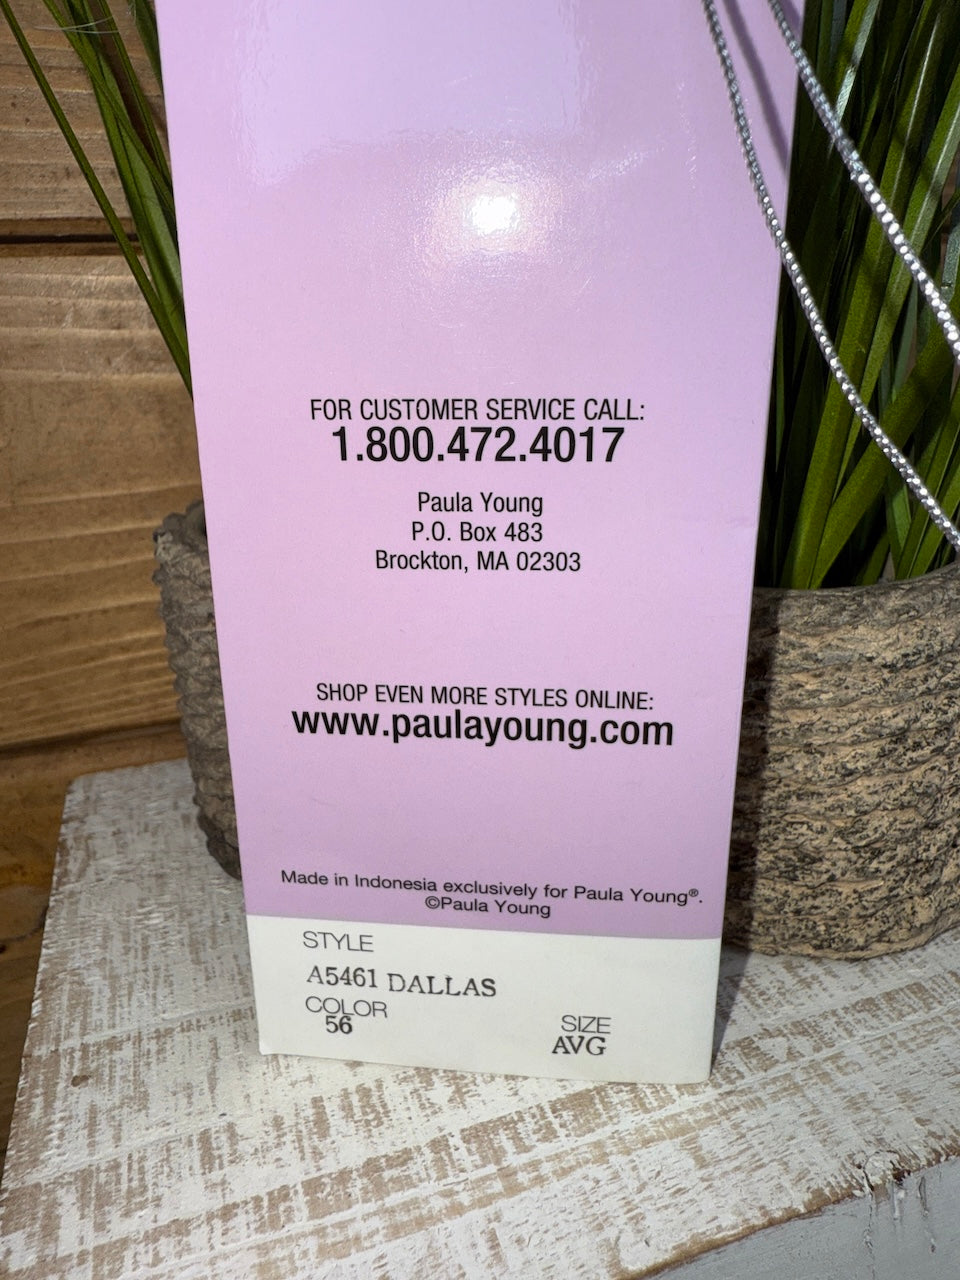 FOR CUSTOMER SERVICE CALL:
1.800.472.4017
Paula Young
P.O. Box 483
Brockton, MA 02303
SHOP EVEN MORE STYLES ONLINE:
www.paulayoung.com
Made in Indonesia exclusively for Paula Young®.
©Paula Young
STYLE
A5461 DALLAS
COLOR
56
SIZE
AVG